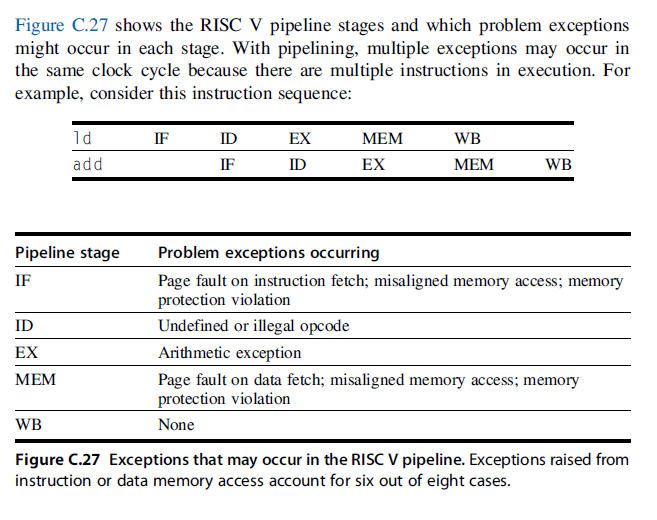 Figure C.27 shows the RISC V pipeline stages and which problem exceptions
might occur in each stage. With pipelining, multiple exceptions may occur in
the same clock cycle because there are multiple instructions in execution. For
example, consider this instruction sequence:
ld IF ID EX MEM WB
add IF ID EX MEM WB
Pipeline stage Problem exceptions occurring
IF Page fault on instruction fetch; misaligned memory access; memory
protection violation
ID Undefined or illegal opcode
EX Arithmetic exception
MEM Page fault on data fetch; misaligned memory access; memory
protection violation
WB None
Figure C.27 Exceptions that may occur in the RISC V pipeline. Exceptions raised from
instruction or data memory access account for six out of eight cases.